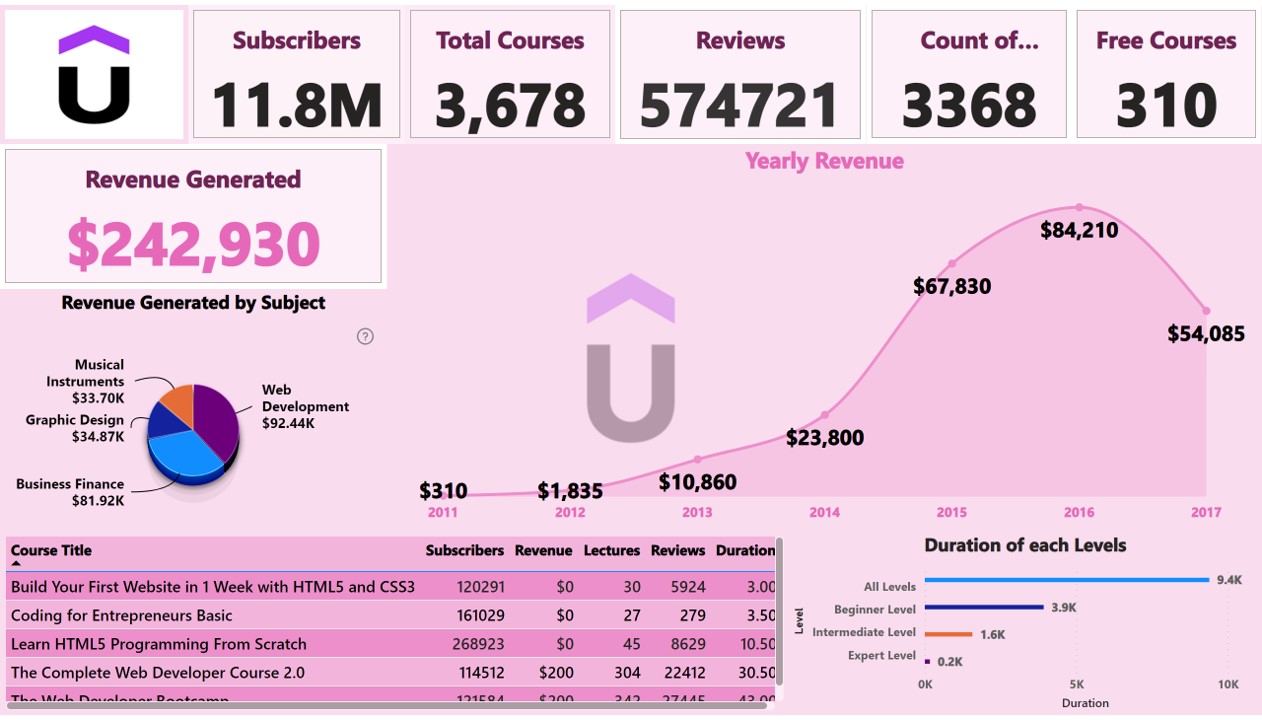 Subscribers
11.8M
Total Courses
3,678
Reviews
574721
Count of...
3368
Free Courses
310
Revenue Generated
$242,930
Yearly Revenue
$310
$1,835
$10,860
$23,800
$67,830
$84,210
$54,085
2011 2012 2013 2014 2015 2016 2017
Revenue Generated by Subject
?
Musical
Instruments
$33.70K
Graphic Design
$34.87K
Business Finance
$81.92K
Web
Development
$92.44K
Course Title Subscribers Revenue Lectures Reviews Duration
Build Your First Website in 1 Week with HTML5 and CSS3 120291 $0 30 5924 3.00
Coding for Entrepreneurs Basic 161029 $0 27 279 3.50
Learn HTML5 Programming From Scratch 268923 $0 45 8629 10.50
The Complete Web Developer Course 2.0 114512 $200 304 22412 30.50
The Web Developer Bootcamp 121584 $200 342 27445 43.00
Duration of each Levels
Level
All Levels 9.4K
Beginner Level 3.9K
Intermediate Level 1.6K
Expert Level 0.2K
0K 5K 10K
Duration